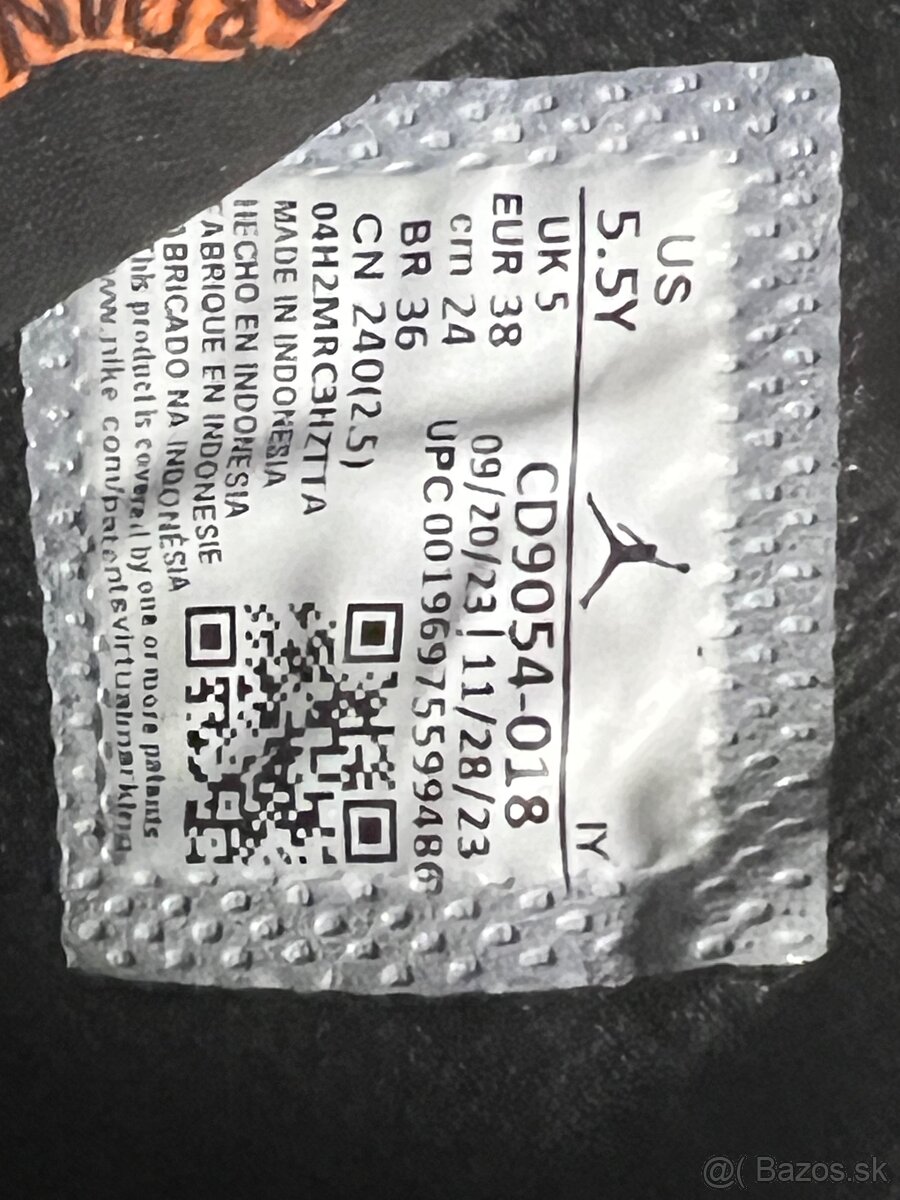 US
5.5Y
IY
UK 5
EUR 38
cm 24
BR 36
CN 240(2.5)
CD9054-018
09/20/23|11/28/23
UPC 00196975599486
MADE IN INDONESIA
HECHO EN INDONESIA
FABRIQUE EN INDONESIE
BRICADO NA INDONÉSIA
This product is covered by one or more patents
www.nike.com/patentsvirtualmarking
@( Bazos.sk